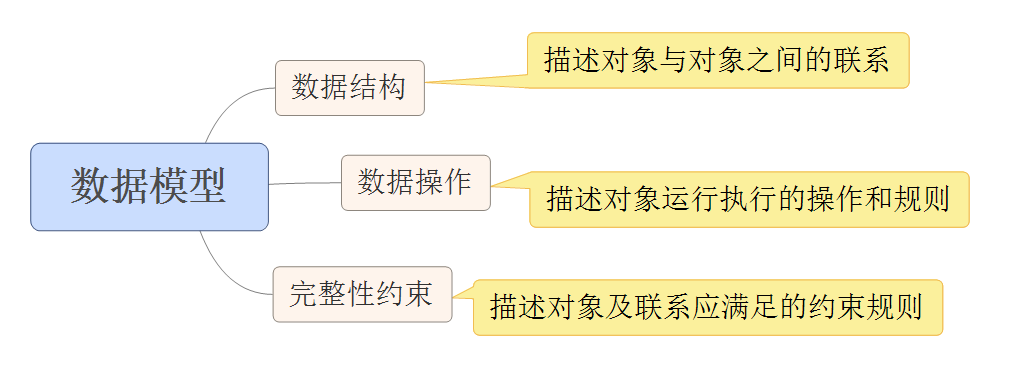 描述对象与对象之间的联系
数据结构
数据模型
数据操作
描述对象运行执行的操作和规则
完整性约束
描述对象及联系应满足的约束规则